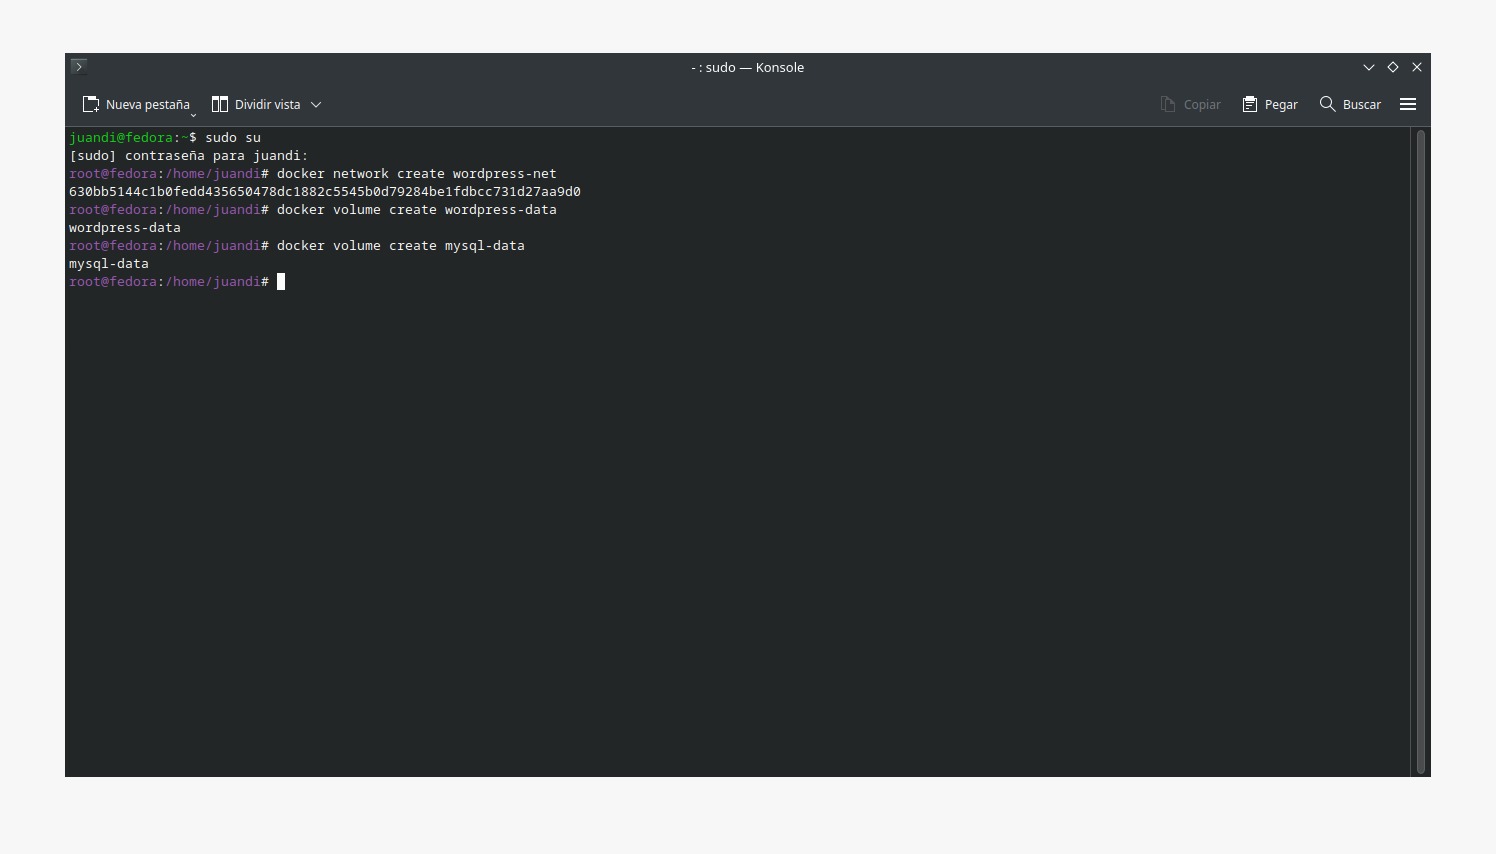 - : sudo — Konsole
Nueva pestaña
Dividir vista
Copiar
Pegar
Buscar
juandi@fedora:~$ sudo su
[sudo] contraseña para juandi:
root@fedora:/home/juandi# docker network create wordpress-net
630bb5144c1b0fedd435650478dc1882c5545b0d79284be1fdbcc731d27aa9d0
root@fedora:/home/juandi# docker volume create wordpress-data
wordpress-data
root@fedora:/home/juandi# docker volume create mysql-data
mysql-data
root@fedora:/home/juandi#